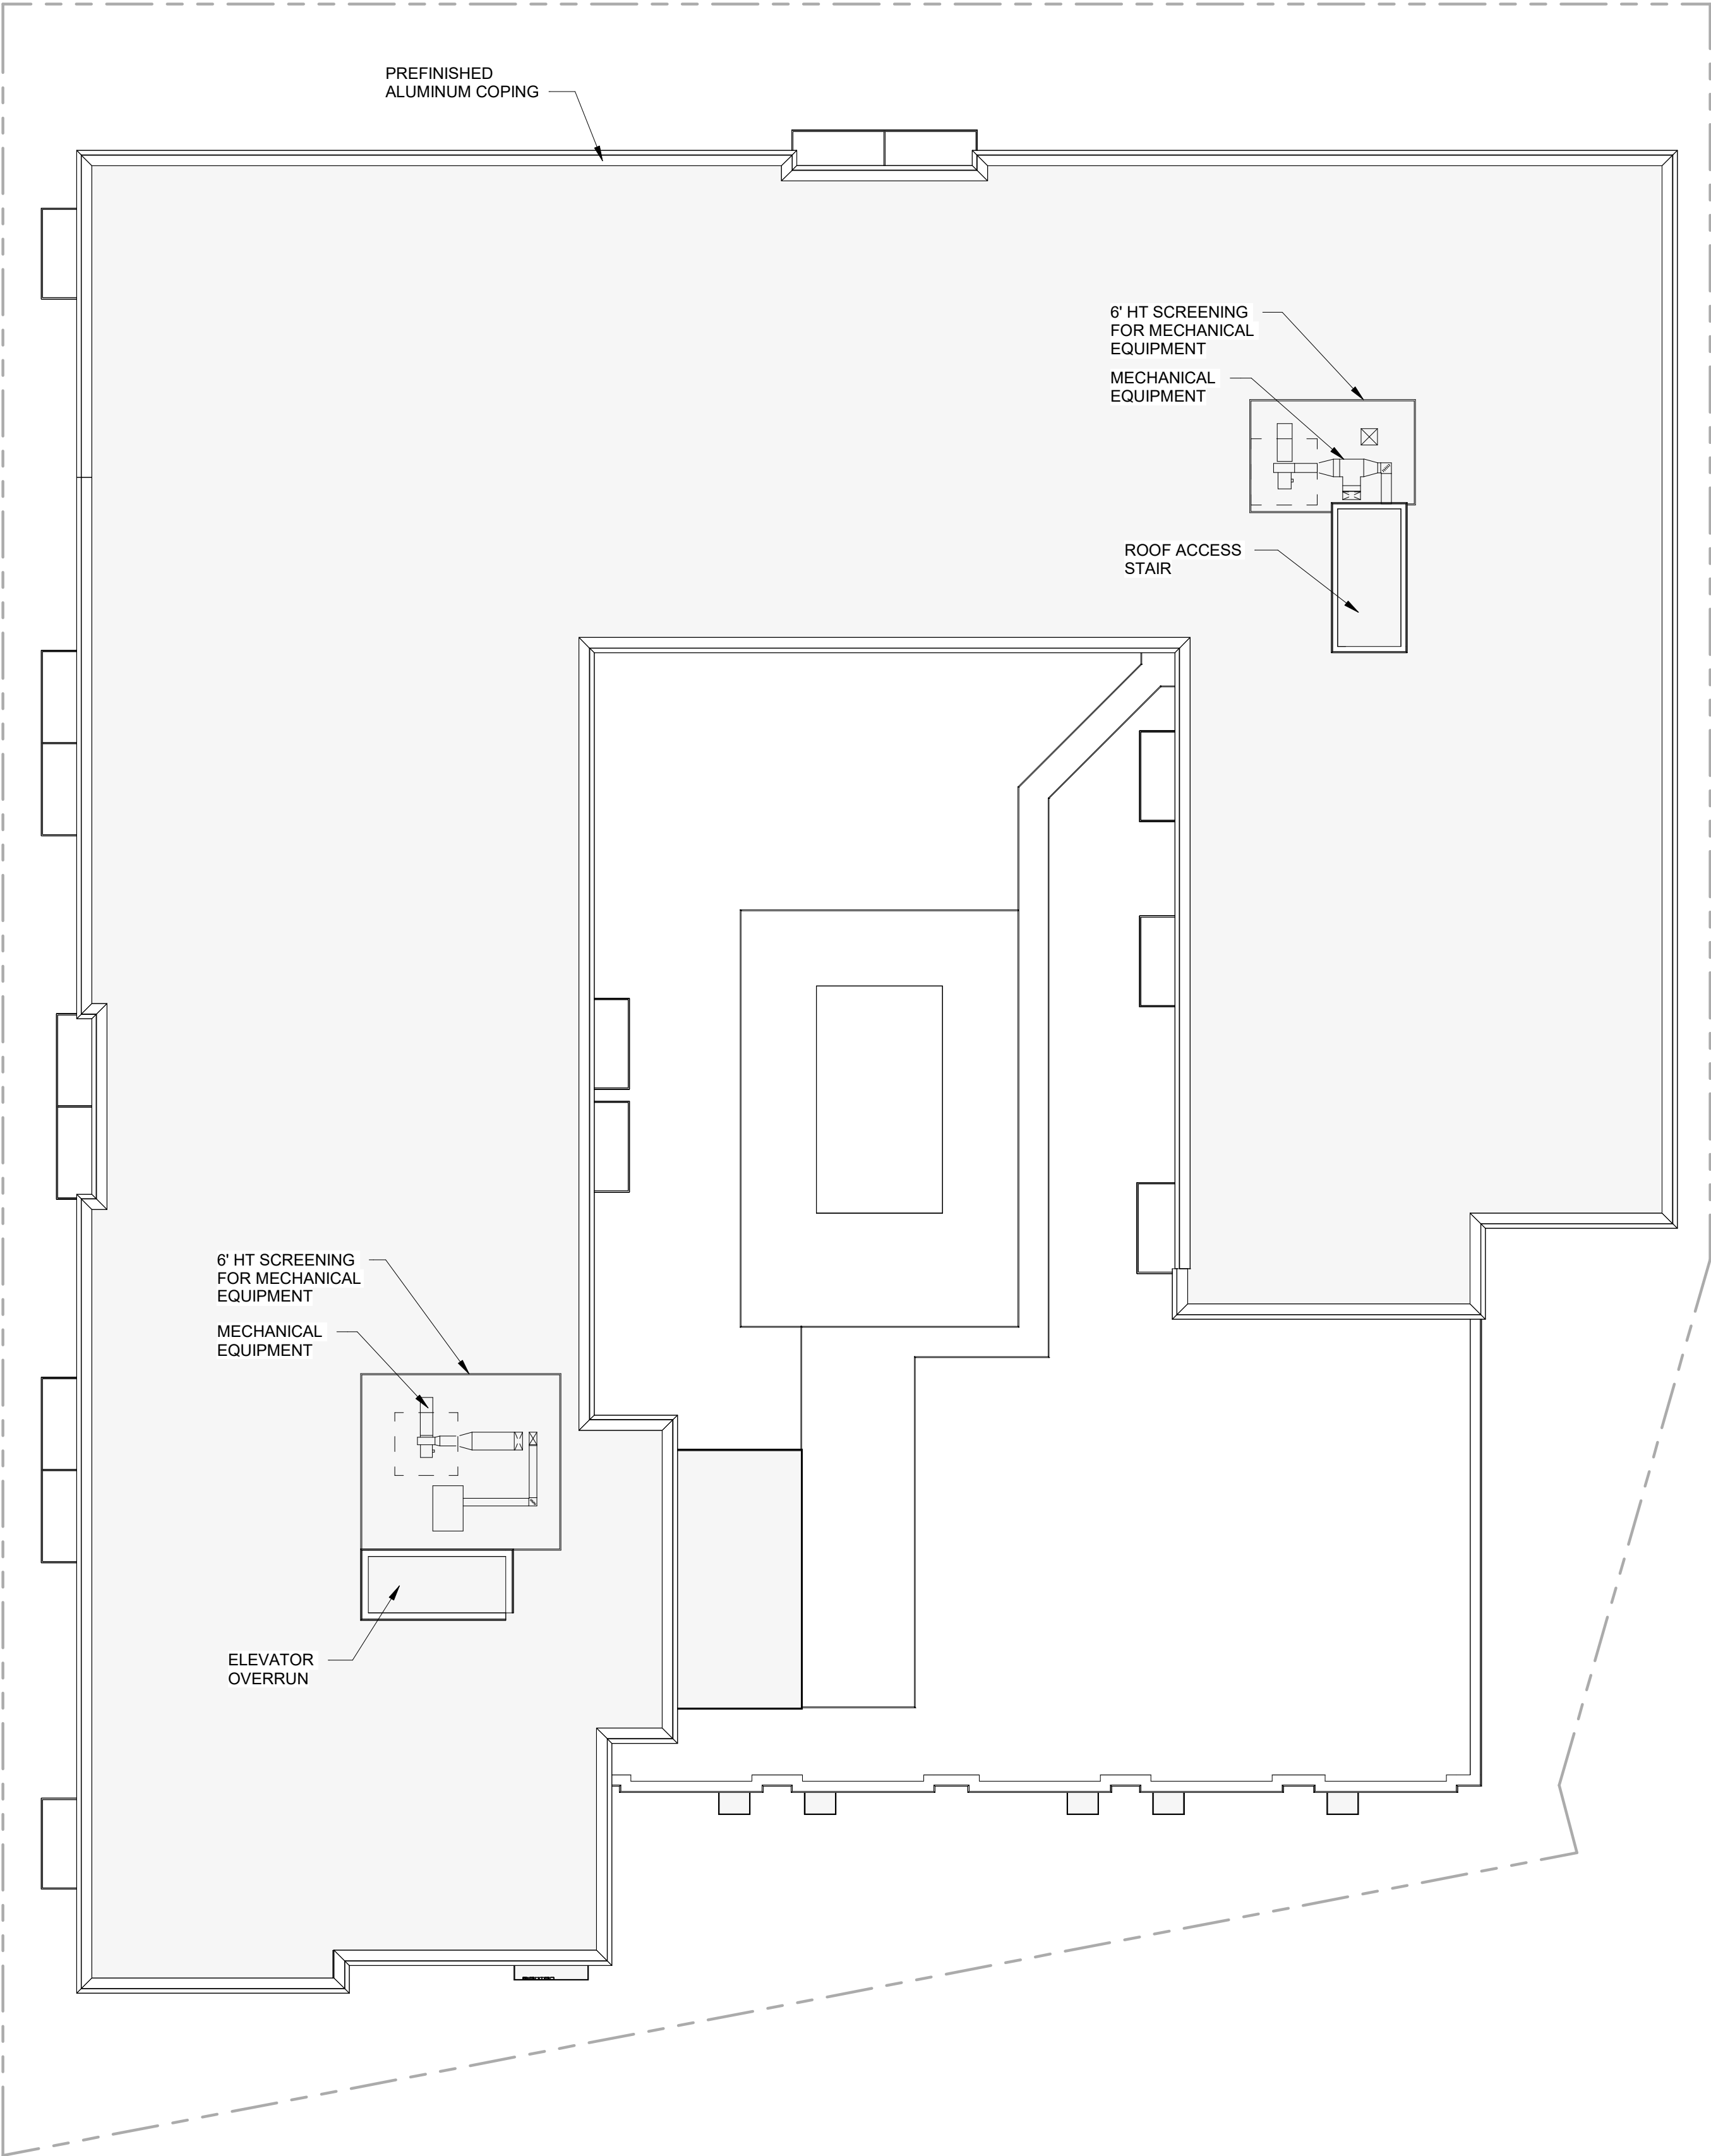 PREFINISHED
ALUMINUM COPING
6' HT SCREENING
FOR MECHANICAL
EQUIPMENT
MECHANICAL
EQUIPMENT
ROOF ACCESS
STAIR
6' HT SCREENING
FOR MECHANICAL
EQUIPMENT
MECHANICAL
EQUIPMENT
ELEVATOR
OVERRUN